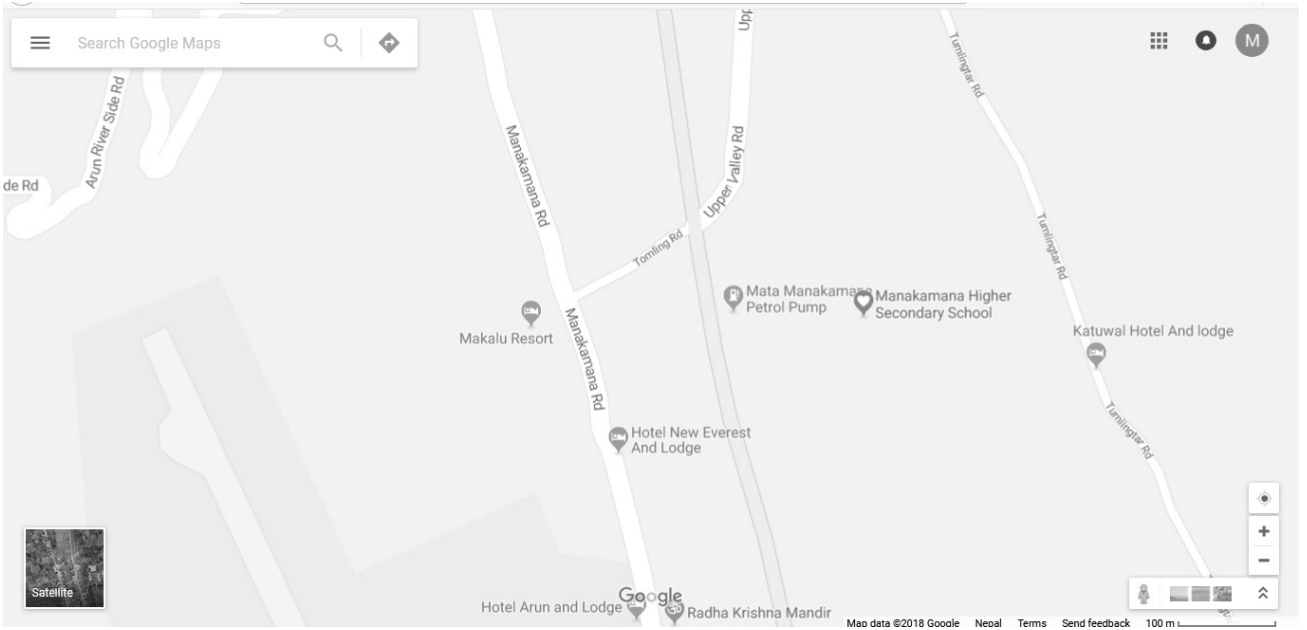 Search Google Maps
M
Upp
Tumlingtar Rd
Arun River Side Rd
de Rd
Manakamana Rd
Upper Valley Rd
Tomling Rd
Tumlingtar Rd
Mata Manakamana
Petrol Pump
Manakamana Higher
Secondary School
Makalu Resort
Manakamana Rd
Katuwal Hotel And lodge
Hotel New Everest
And Lodge
Tumlingtar Rd
Satellite
Google
Hotel Arun and Lodge
Radha Krishna Mandir
Map data ©2018 Google Nepal Terms Send feedback 100 m